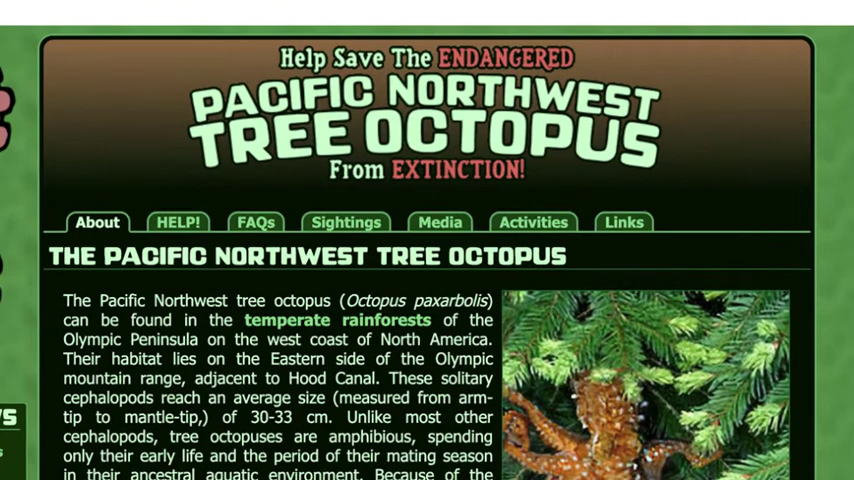 Help Save The ENDANGERED
PACIFIC NORTHWEST
TREE OCTOPUS
From EXTINCTION!
About HELP! FAQs Sightings Media Activities Links
THE PACIFIC NORTHWEST TREE OCTOPUS
The Pacific Northwest tree octopus (Octopus paxarbolis)
can be found in the temperate rainforests of the
Olympic Peninsula on the west coast of North America.
Their habitat lies on the Eastern side of the Olympic
mountain range, adjacent to Hood Canal. These solitary
cephalopods reach an average size (measured from arm-
tip to mantle-tip,) of 30-33 cm. Unlike most other
cephalopods, tree octopuses are amphibious, spending
only their early life and the period of their mating season
in their ancestral aquatic environment. Because of the